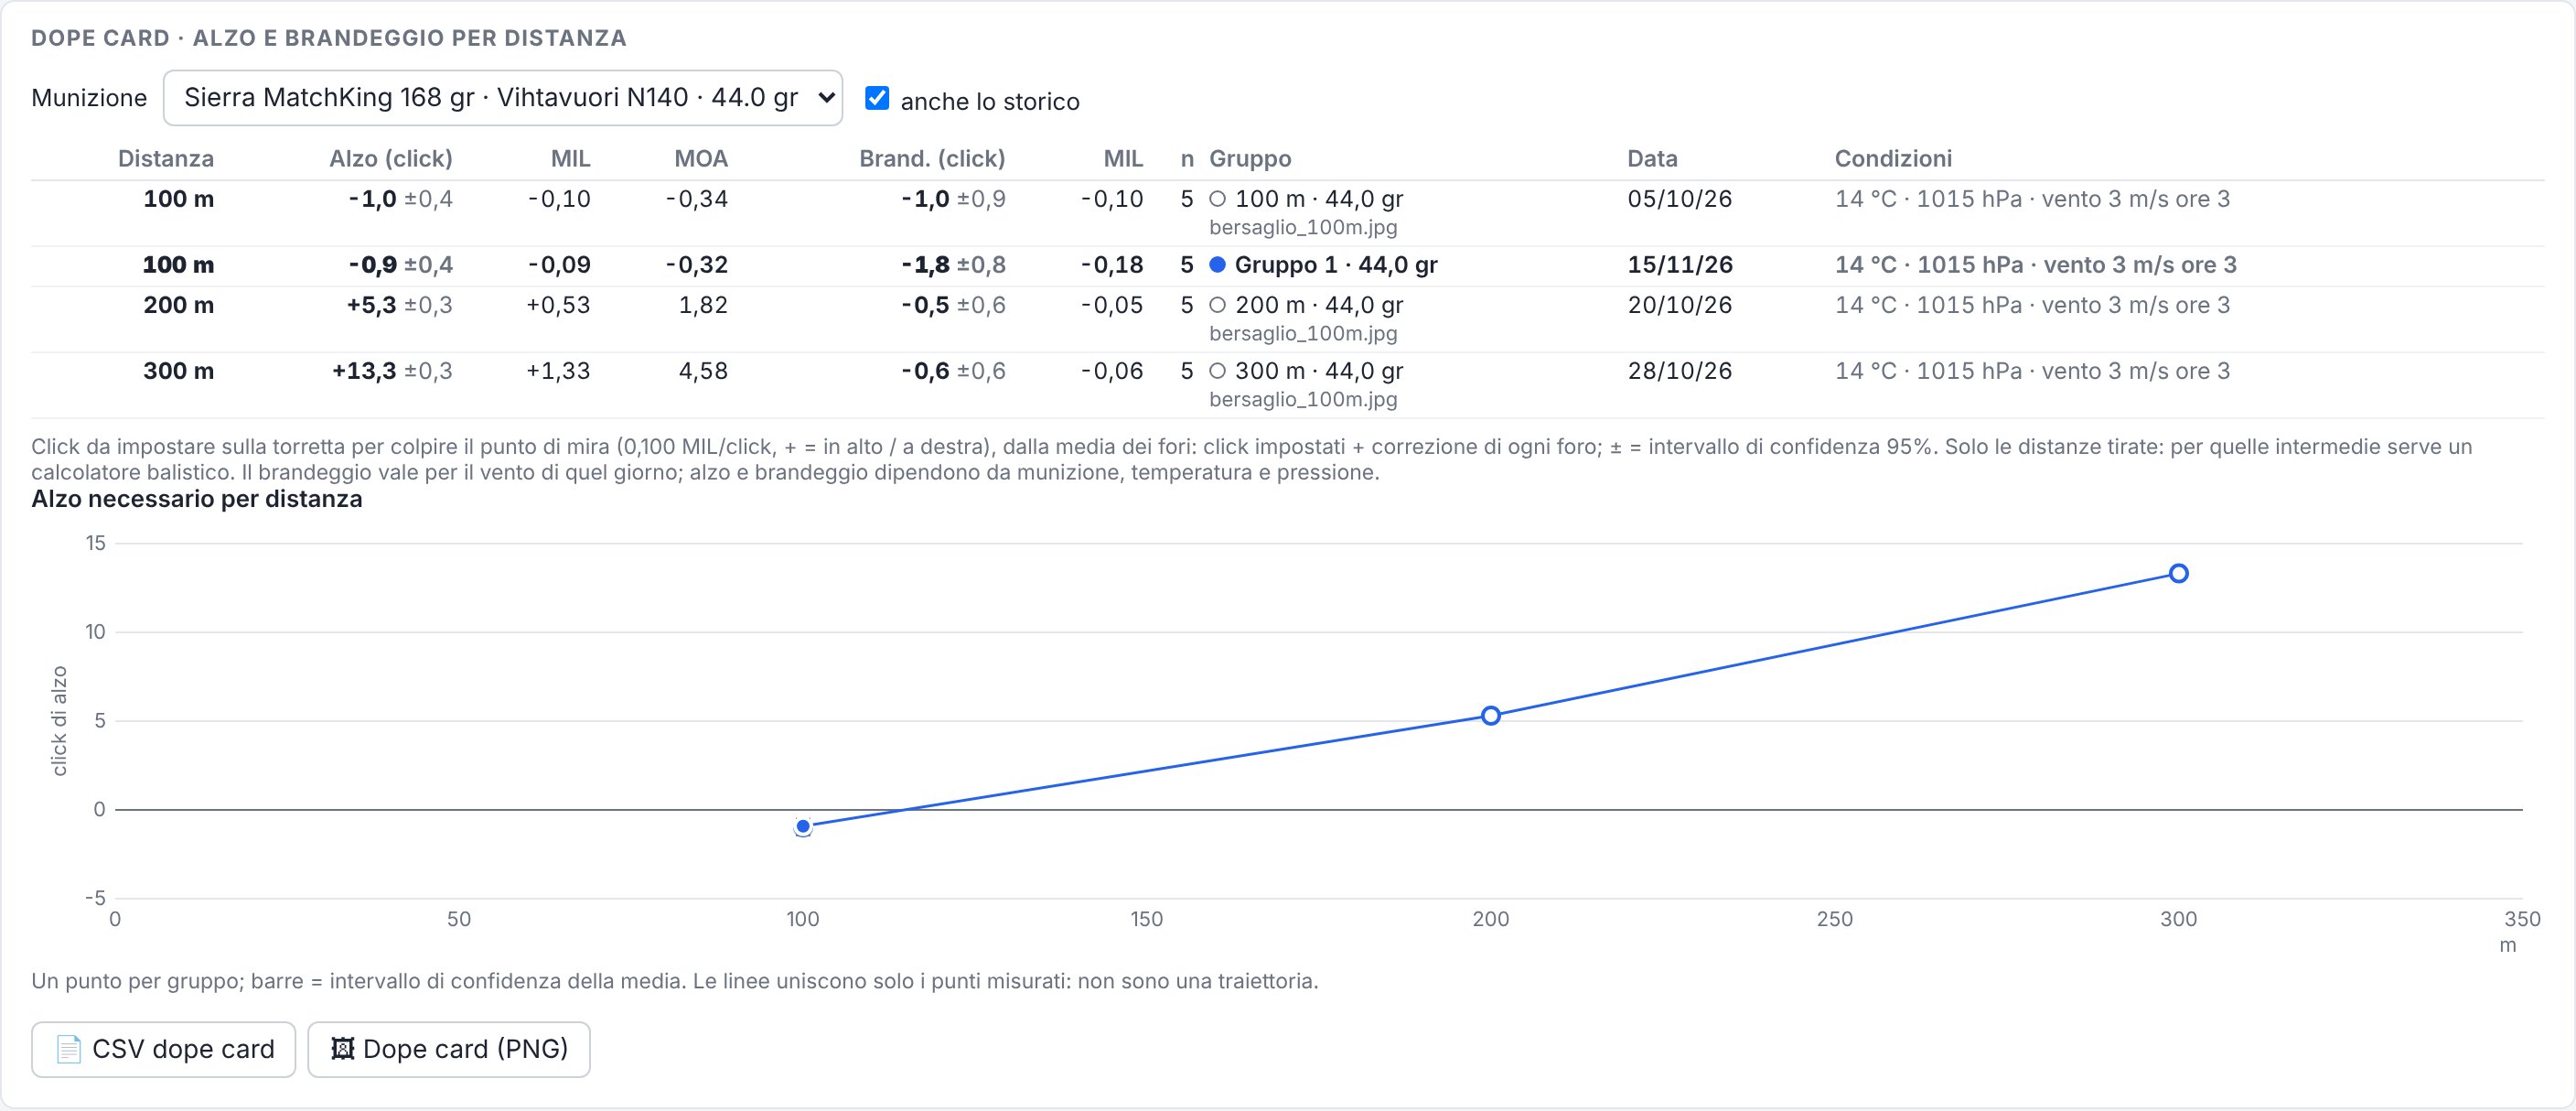 DOPE CARD · ALZO E BRANDEGGIO PER DISTANZA
Munizione Sierra MatchKing 168 gr · Vihtavuori N140 · 44.0 gr anche lo storico
Distanza Alzo (click) MIL MOA Brand. (click) MIL n Gruppo Data Condizioni
100 m -1,0 ±0,4 -0,10 -0,34 -1,0 ±0,9 -0,10 5 100 m · 44,0 gr 05/10/26 14 °C · 1015 hPa · vento 3 m/s ore 3
bersaglio_100m.jpg
100 m -0,9 ±0,4 -0,09 -0,32 -1,8 ±0,8 -0,18 5 Gruppo 1 · 44,0 gr 15/11/26 14 °C · 1015 hPa · vento 3 m/s ore 3
200 m +5,3 ±0,3 +0,53 1,82 -0,5 ±0,6 -0,05 5 200 m · 44,0 gr 20/10/26 14 °C · 1015 hPa · vento 3 m/s ore 3
bersaglio_100m.jpg
300 m +13,3 ±0,3 +1,33 4,58 -0,6 ±0,6 -0,06 5 300 m · 44,0 gr 28/10/26 14 °C · 1015 hPa · vento 3 m/s ore 3
bersaglio_100m.jpg
Click da impostare sulla torretta per colpire il punto di mira (0,100 MIL/click, + = in alto / a destra), dalla media dei fori: click impostati + correzione di ogni foro; ± = intervallo di confidenza 95%. Solo le distanze tirate: per quelle intermedie serve un
calcolatore balistico. Il brandeggio vale per il vento di quel giorno; alzo e brandeggio dipendono da munizione, temperatura e pressione.
Alzo necessario per distanza
15
10
5
0
-5
click di alzo
0 50 100 150 200 250 300 350
m
Un punto per gruppo; barre = intervallo di confidenza della media. Le linee uniscono solo i punti misurati: non sono una traiettoria.
CSV dope card Dope card (PNG)